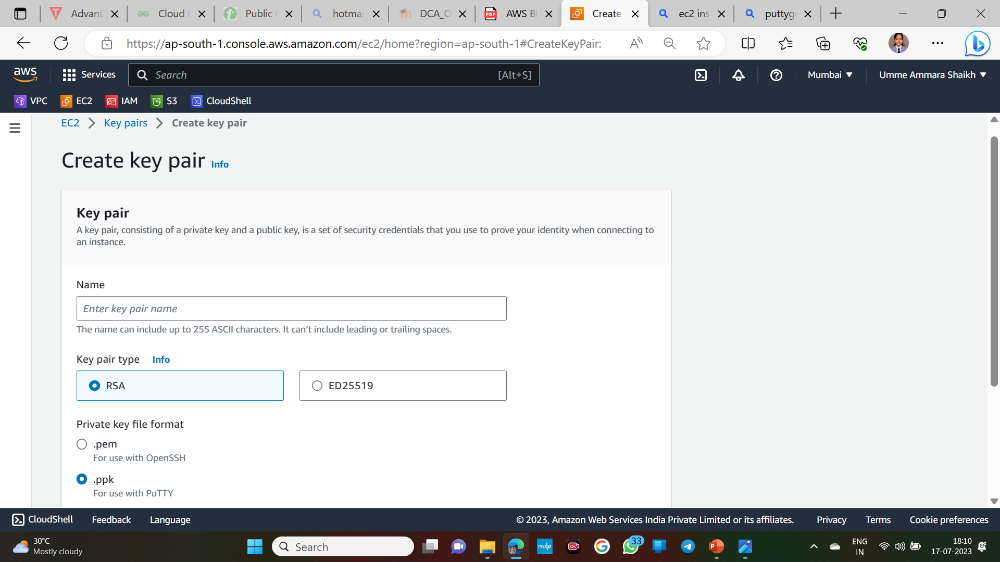 Advant
Cloud
Public
hotmai
DCA_O
AWS Bl
Create
ec2 ins
puttyge
https://ap-south-1.console.aws.amazon.com/ec2/home?region=ap-south-1#CreateKeyPair:
aws
Services
Search
[Alt+S]
Mumbai
Umme Ammara Shaikh
VPC
EC2
IAM
S3
CloudShell
EC2
Key pairs
Create key pair
Create key pair Info
Key pair
A key pair, consisting of a private key and a public key, is a set of security credentials that you use to prove your identity when connecting to
an instance.
Name
Enter key pair name
The name can include up to 255 ASCII characters. It can’t include leading or trailing spaces.
Key pair type Info
RSA
ED25519
Private key file format
.pem
For use with OpenSSH
.ppk
For use with PuTTY
CloudShell
Feedback
Language
© 2023, Amazon Web Services India Private Limited or its affiliates.
Privacy
Terms
Cookie preferences
30°C
Mostly cloudy
Search
myhp
33
ENG
IN
18:10
17-07-2023